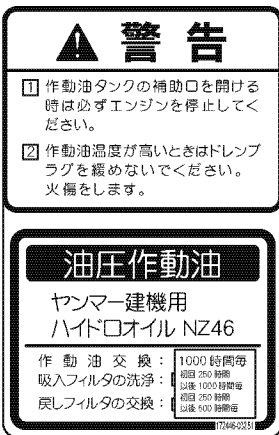 警告
1 作動油タンクの補助口を開ける
時は必ずエンジンを停止してく
ださい。
2 作動油温度が高いときはドレンプ
ラグを緩めないでください。
火傷をします。
油圧作動油
ヤンマー建機用
ハイドロオイル NZ46
作動油交換： 1000 時間毎
吸入フィルタの洗浄： 初回 250 時間
以後 1000 時間毎
戻しフィルタの交換： 初回 250 時間
以後 500 時間毎
172446-03251